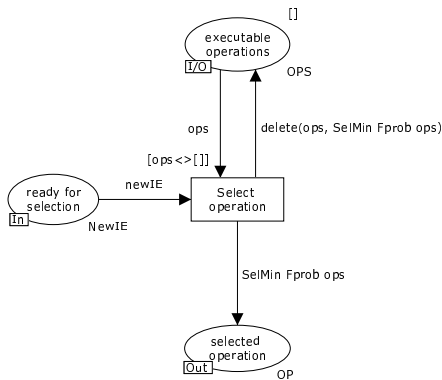 []
executable
operations
I/O
OPS
ops
delete(ops, SelMin Fprob ops)
[ops<>[]]
ready for
selection
In
NewIE
newIE
Select
operation
SelMin Fprob ops
selected
operation
Out
OP